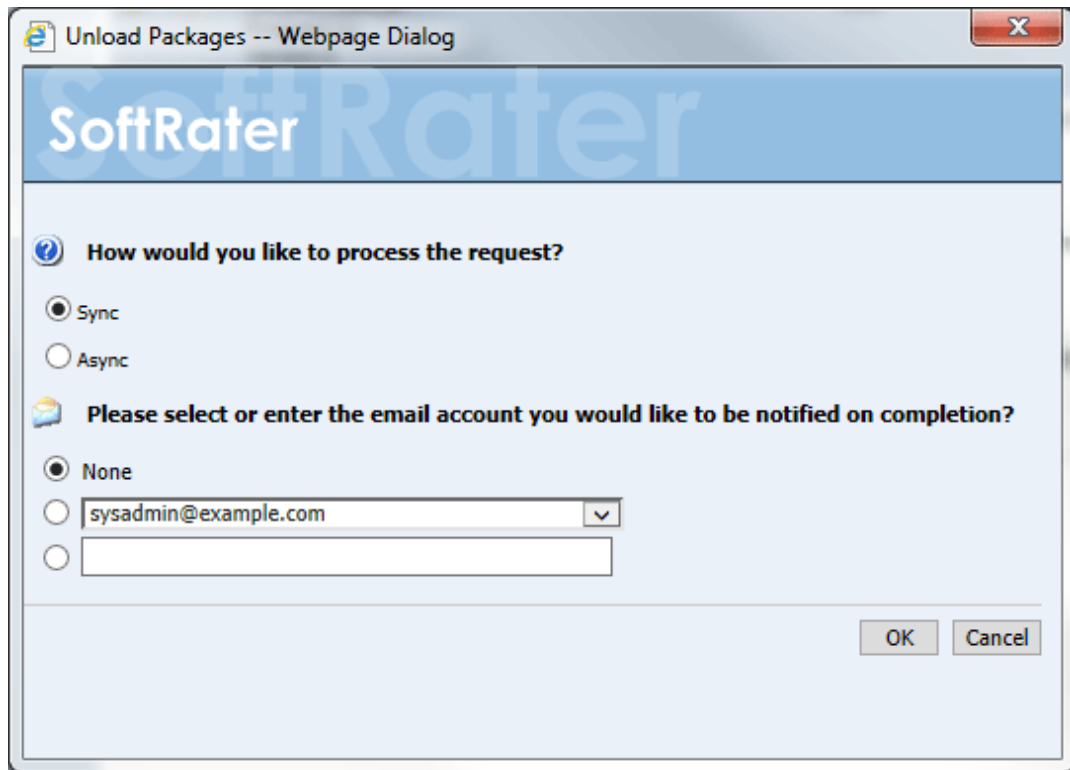 Unload Packages -- Webpage Dialog
SoftRater
SoftRater
How would you like to process the request?
Sync
Async
Please select or enter the email account you would like to be notified on completion?
None
sysadmin@example.com
OK Cancel